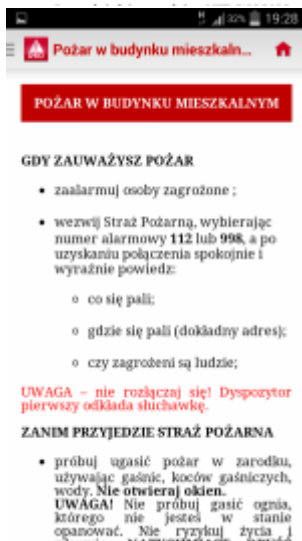 32% 19:28
Pożar w budynku mieszkaln...
POŻAR W BUDYNKU MIESZKALNYM
GDY ZAUWAŻYSZ POŻAR
• zaalarmuj osoby zagrożone ;
• wezwij Straż Pożarną, wybierając
numer alarmowy 112 lub 998, a po
uzyskaniu połączenia spokojnie i
wyraźnie powiedz:
o co się pali;
o gdzie się pali (dokładny adres);
o czy zagrożeni są ludzie;
UWAGA – nie rozłączaj się! Dyspozytor
pierwszy odkłada słuchawkę.
ZANIM PRZYJEDZIE STRAŻ POŻARNA
• próbuj ugasić pożar w zarodku,
używając gaśnic, koców gaśniczych,
wody. Nie otwieraj okien.
UWAGA! Nie próbuj gasić ognia,
którego nie jesteś w stanie
opanować. Nie ryzykuj życia i